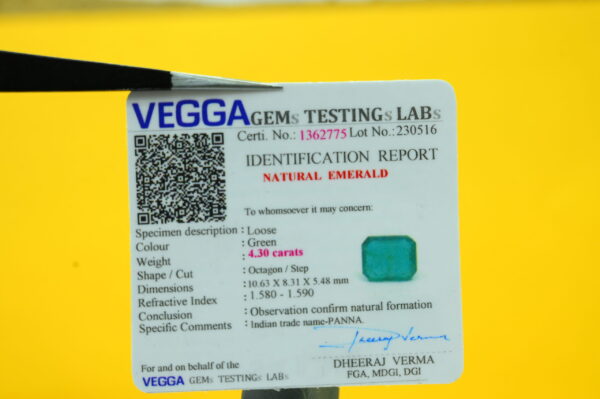 VEGGA GEMs TESTINGs LABs
Certi. No.: 1362775 Lot No.: 230516
IDENTIFICATION REPORT
NATURAL EMERALD
To whomsoever it may concern:
Specimen description : Loose
Colour : Green
Weight : 4.30 carats
Shape / Cut : Octagon / Step
Dimensions : 10.63 X 8.31 X 5.48 mm
Refractive Index : 1.580 - 1.590
Conclusion : Observation confirm natural formation
Specific Comments : Indian trade name-PANNA.
Dheeraj Verma
For and on behalf of the
VEGGA GEMs TESTINGs LABs
DHEERAJ VERMA
FGA, MDGI, DGI